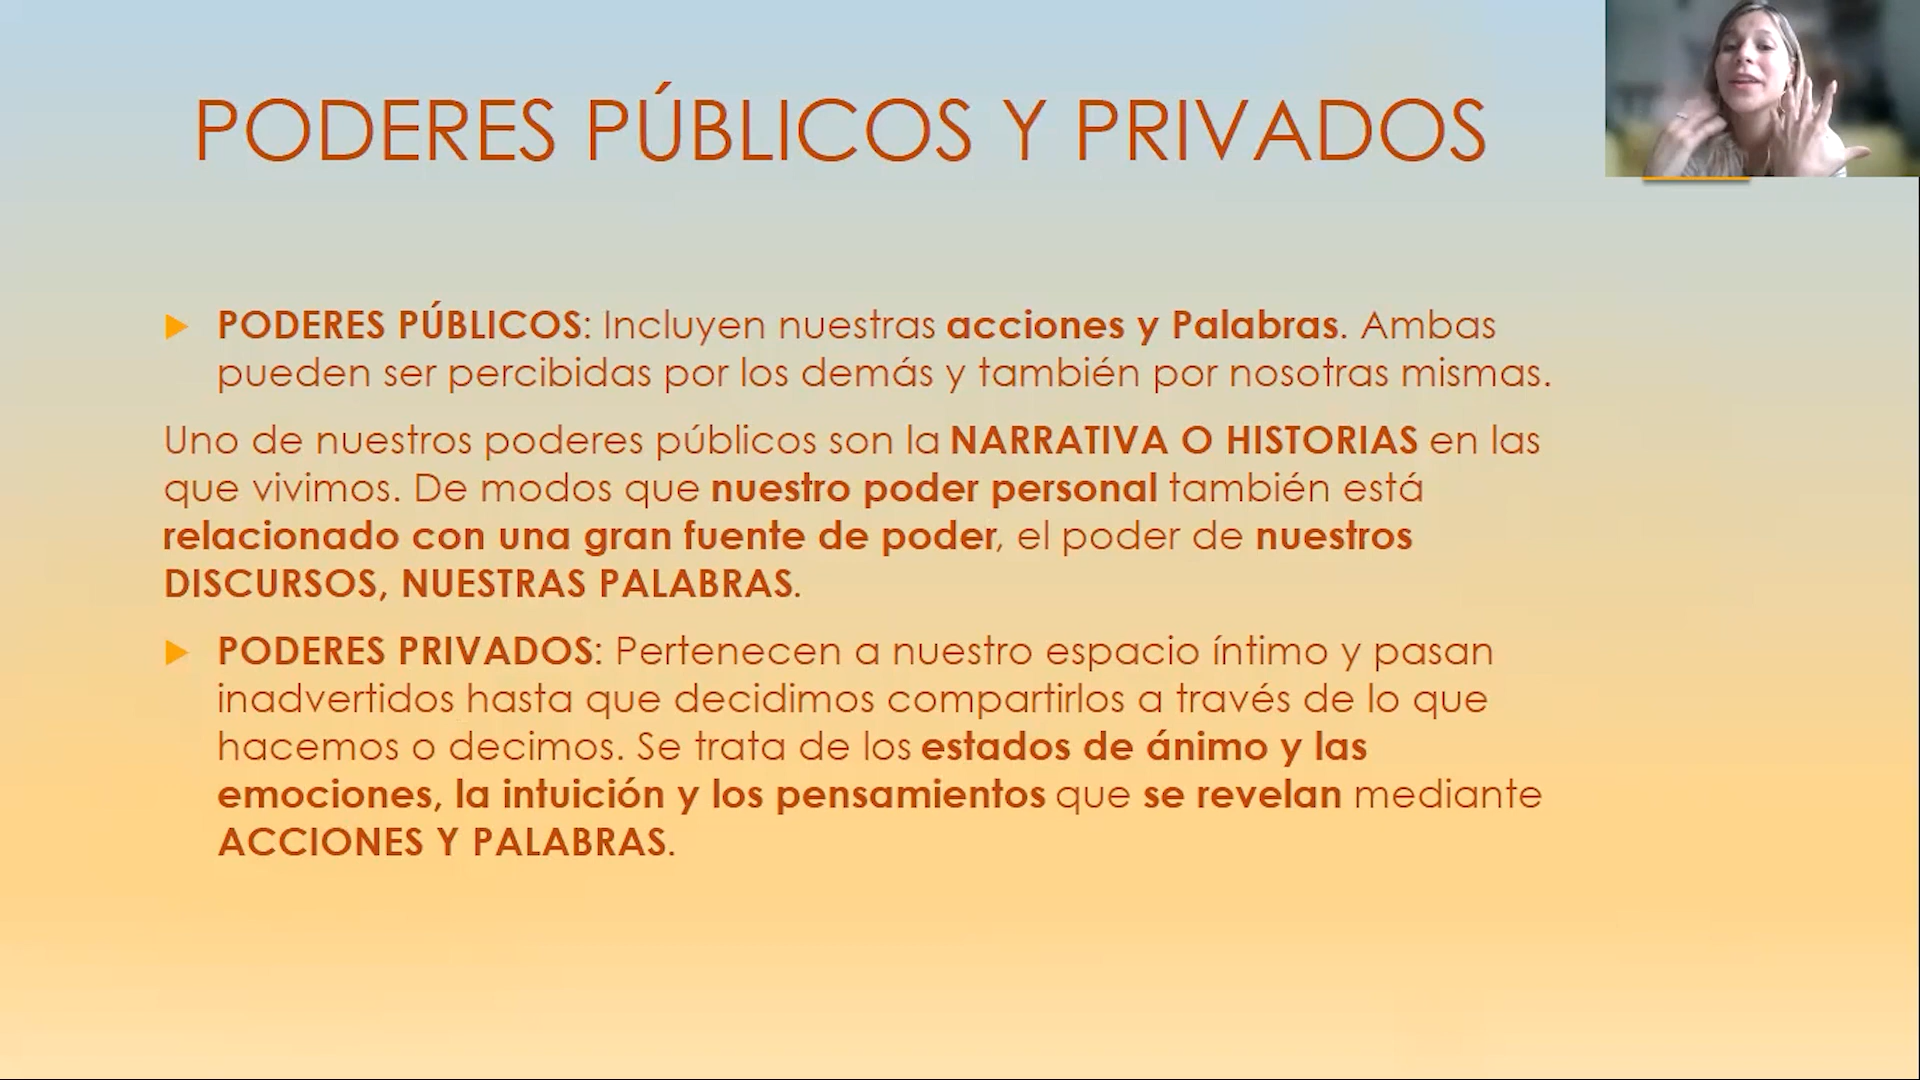 PODERES PÚBLICOS Y PRIVADOS
PODERES PÚBLICOS: Incluyen nuestras acciones y Palabras. Ambas
pueden ser percibidas por los demás y también por nosotras mismas.
Uno de nuestros poderes públicos son la NARRATIVA O HISTORIAS en las
que vivimos. De modos que nuestro poder personal también está
relacionado con una gran fuente de poder, el poder de nuestros
DISCURSOS, NUESTRAS PALABRAS.
PODERES PRIVADOS: Pertenecen a nuestro espacio íntimo y pasan
inadvertidos hasta que decidimos compartirlos a través de lo que
hacemos o decimos. Se trata de los estados de ánimo y las
emociones, la intuición y los pensamientos que se revelan mediante
ACCIONES Y PALABRAS.